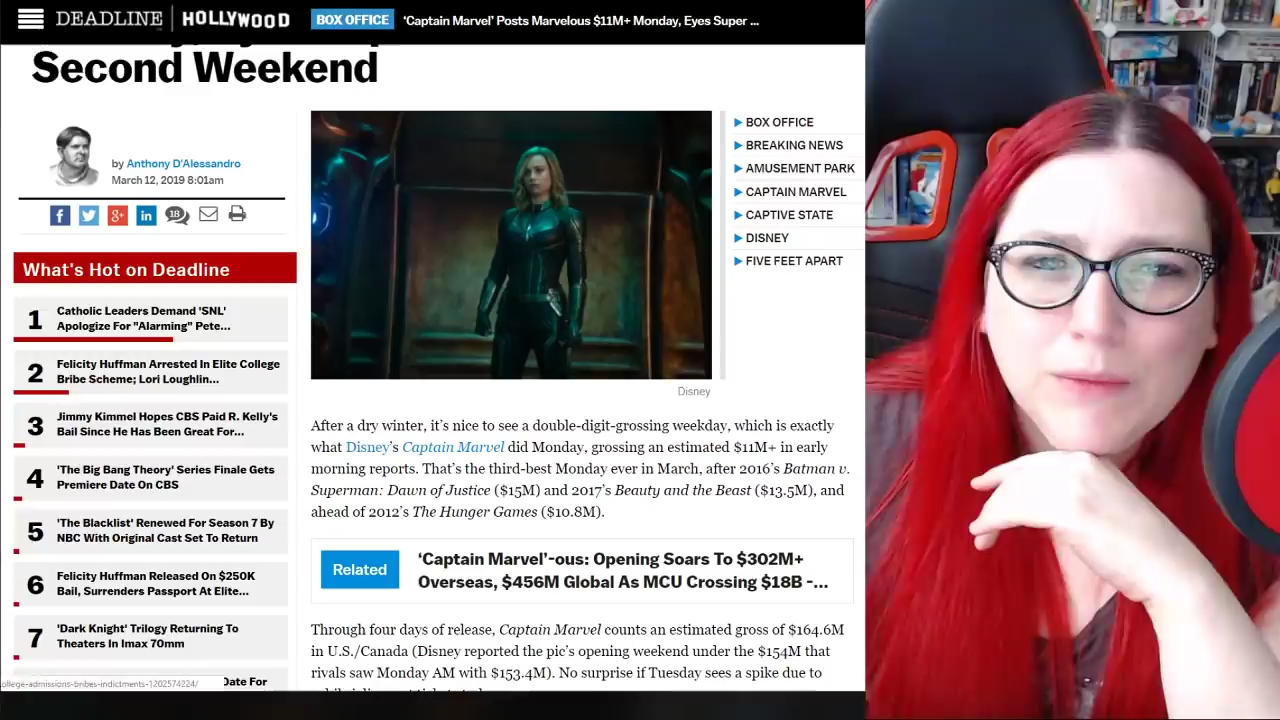 DEADLINE | HOLLYWOOD
BOX OFFICE
‘Captain Marvel’ Posts Marvelous $11M+ Monday, Eyes Super ...
Second Weekend
by Anthony D'Alessandro
March 12, 2019 8:01am
18
What's Hot on Deadline
1
Catholic Leaders Demand 'SNL'
Apologize For "Alarming" Pete...
2
Felicity Huffman Arrested In Elite College
Bribe Scheme; Lori Loughlin...
3
Jimmy Kimmel Hopes CBS Paid R. Kelly's
Bail Since He Has Been Great For...
4
'The Big Bang Theory' Series Finale Gets
Premiere Date On CBS
5
'The Blacklist' Renewed For Season 7 By
NBC With Original Cast Set To Return
6
Felicity Huffman Released On $250K
Bail, Surrenders Passport At Elite...
7
'Dark Knight' Trilogy Returning To
Theaters In Imax 70mm
Date For
ollege-admissions-bribes-indictments-1202574224/
Disney
BOX OFFICE
BREAKING NEWS
AMUSEMENT PARK
CAPTAIN MARVEL
CAPTIVE STATE
DISNEY
FIVE FEET APART
After a dry winter, it’s nice to see a double-digit-grossing weekday, which is exactly
what Disney’s Captain Marvel did Monday, grossing an estimated $11M+ in early
morning reports. That’s the third-best Monday ever in March, after 2016’s Batman v.
Superman: Dawn of Justice ($15M) and 2017’s Beauty and the Beast ($13.5M), and
ahead of 2012’s The Hunger Games ($10.8M).
Related
‘Captain Marvel’-ous: Opening Soars To $302M+
Overseas, $456M Global As MCU Crossing $18B -...
Through four days of release, Captain Marvel counts an estimated gross of $164.6M
in U.S./Canada (Disney reported the pic’s opening weekend under the $154M that
rivals saw Monday AM with $153.4M). No surprise if Tuesday sees a spike due to